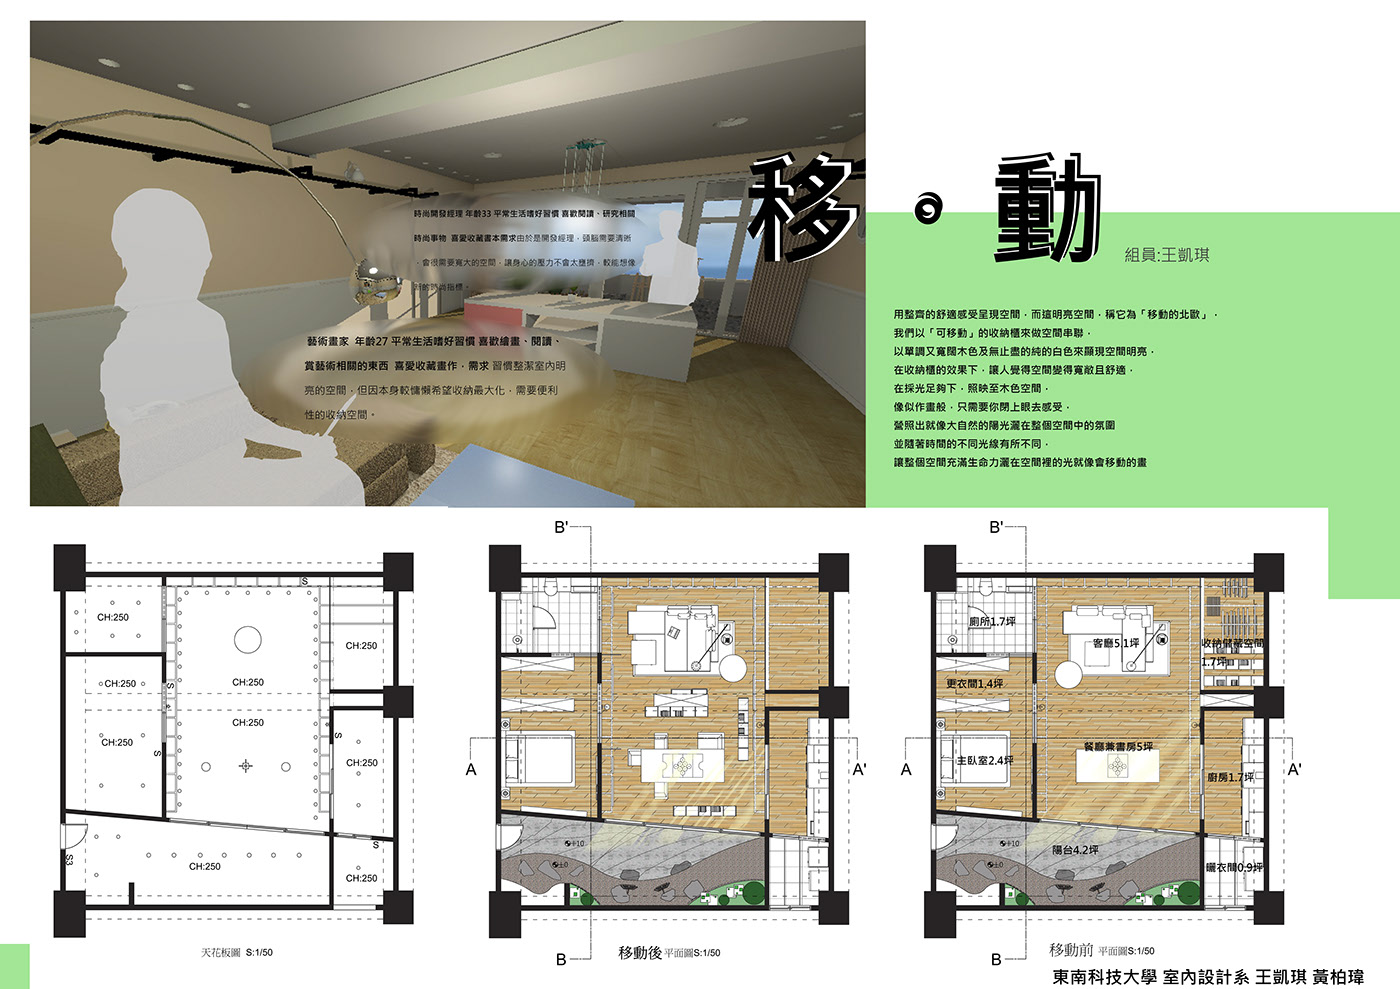 移。動
組員:王凱琪
時尚開發經理 年齡33 平常生活嗜好習慣 喜歡閱讀、研究相關
時尚事物 喜愛收藏書本需求由於是開發經理，頭腦需要清晰
，會很需要寬大的空間，讓身心的壓力不會太壅擠，較能想像
新的時尚指標。
藝術畫家 年齡27 平常生活嗜好習慣 喜歡繪畫、閱讀、
賞藝術相關的東西 喜愛收藏畫作，需求 習慣整潔室內明
亮的空間，但因本身較慵懶希望收納最大化，需要便利
性的收納空間。
用整齊的舒適感受呈現空間，而這明亮空間，稱它為「移動的北歐」，
我們以「可移動」的收納櫃來做空間串聯，
以單調又寬闊木色及無止盡的純的白色來顯現空間明亮，
在收納櫃的效果下，讓人覺得空間變得寬敞且舒適，
在採光足夠下，照映至木色空間，
像似作畫般，只需要你閉上眼去感受，
營照出就像大自然的陽光灑在整個空間中的氛圍
並隨著時間的不同光線有所不同，
讓整個空間充滿生命力灑在空間裡的光就像會移動的畫
S
CH:250
CH:250
CH:250
CH:250
S
CH:250
CH:250
S
S
CH:250
CH:250
S
S3
CH:250
CH:250
天花板圖 S:1/50
B'
A
A'
+10
±0
B
移動後 平面圖S:1/50
B'
廁所1.7坪
客廳5.1坪
收納儲藏空間
1.7坪
更衣間1.4坪
餐廳兼書房5坪
主臥室2.4坪
廚房1.7坪
A
A'
+10
陽台4.2坪
±0
曬衣間0.9坪
B
移動前 平面圖S:1/50
東南科技大學 室內設計系 王凱琪 黃柏瑋